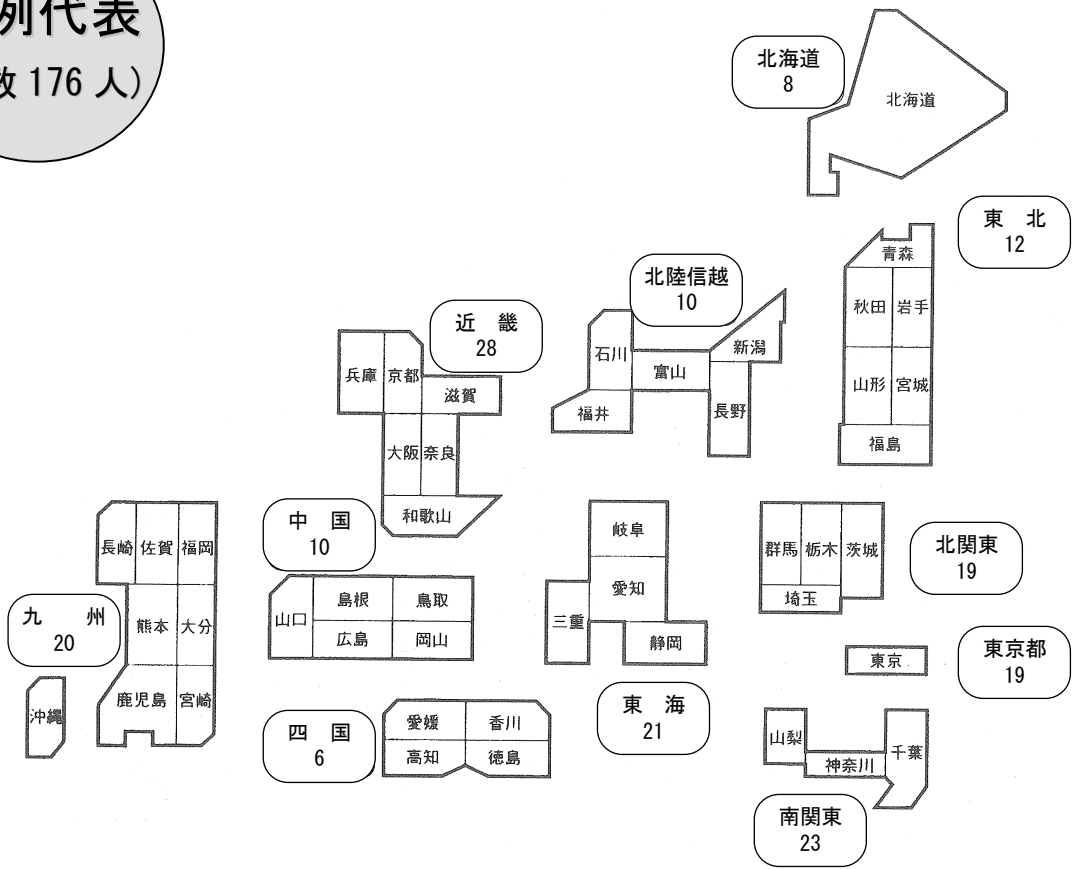 例代表
数 176 人)
北海道
8
北海道
東 北
12
青森
秋田
岩手
山形
宮城
福島
北陸信越
10
石川
富山
新潟
福井
長野
近 畿
28
兵庫
京都
滋賀
大阪
奈良
和歌山
中 国
10
山口
島根
鳥取
広島
岡山
九 州
20
長崎
佐賀
福岡
熊本
大分
鹿児島
宮崎
沖縄
四 国
6
愛媛
香川
高知
徳島
岐阜
愛知
三重
静岡
東 海
21
群馬
栃木
茨城
埼玉
北関東
19
東京
東京都
19
山梨
神奈川
千葉
南関東
23